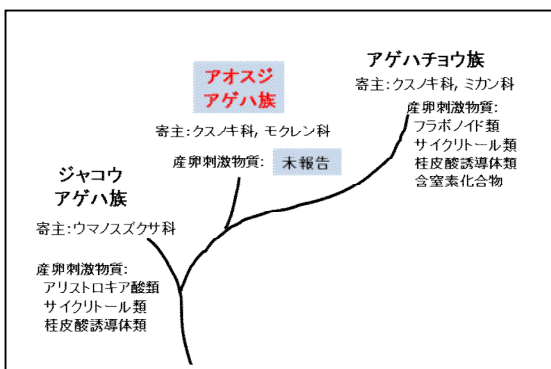 アオスジ
アゲハ族
寄主:クスノキ科, モクレン科
産卵刺激物質: 未報告
アゲハチョウ族
寄主:クスノキ科, ミカン科
産卵刺激物質:
フラボノイド類
サイクリトール類
桂皮酸誘導体類
含窒素化合物
ジャコウ
アゲハ族
寄主:ウマノスズクサ科
産卵刺激物質:
アリストロキア酸類
サイクリトール類
桂皮酸誘導体類